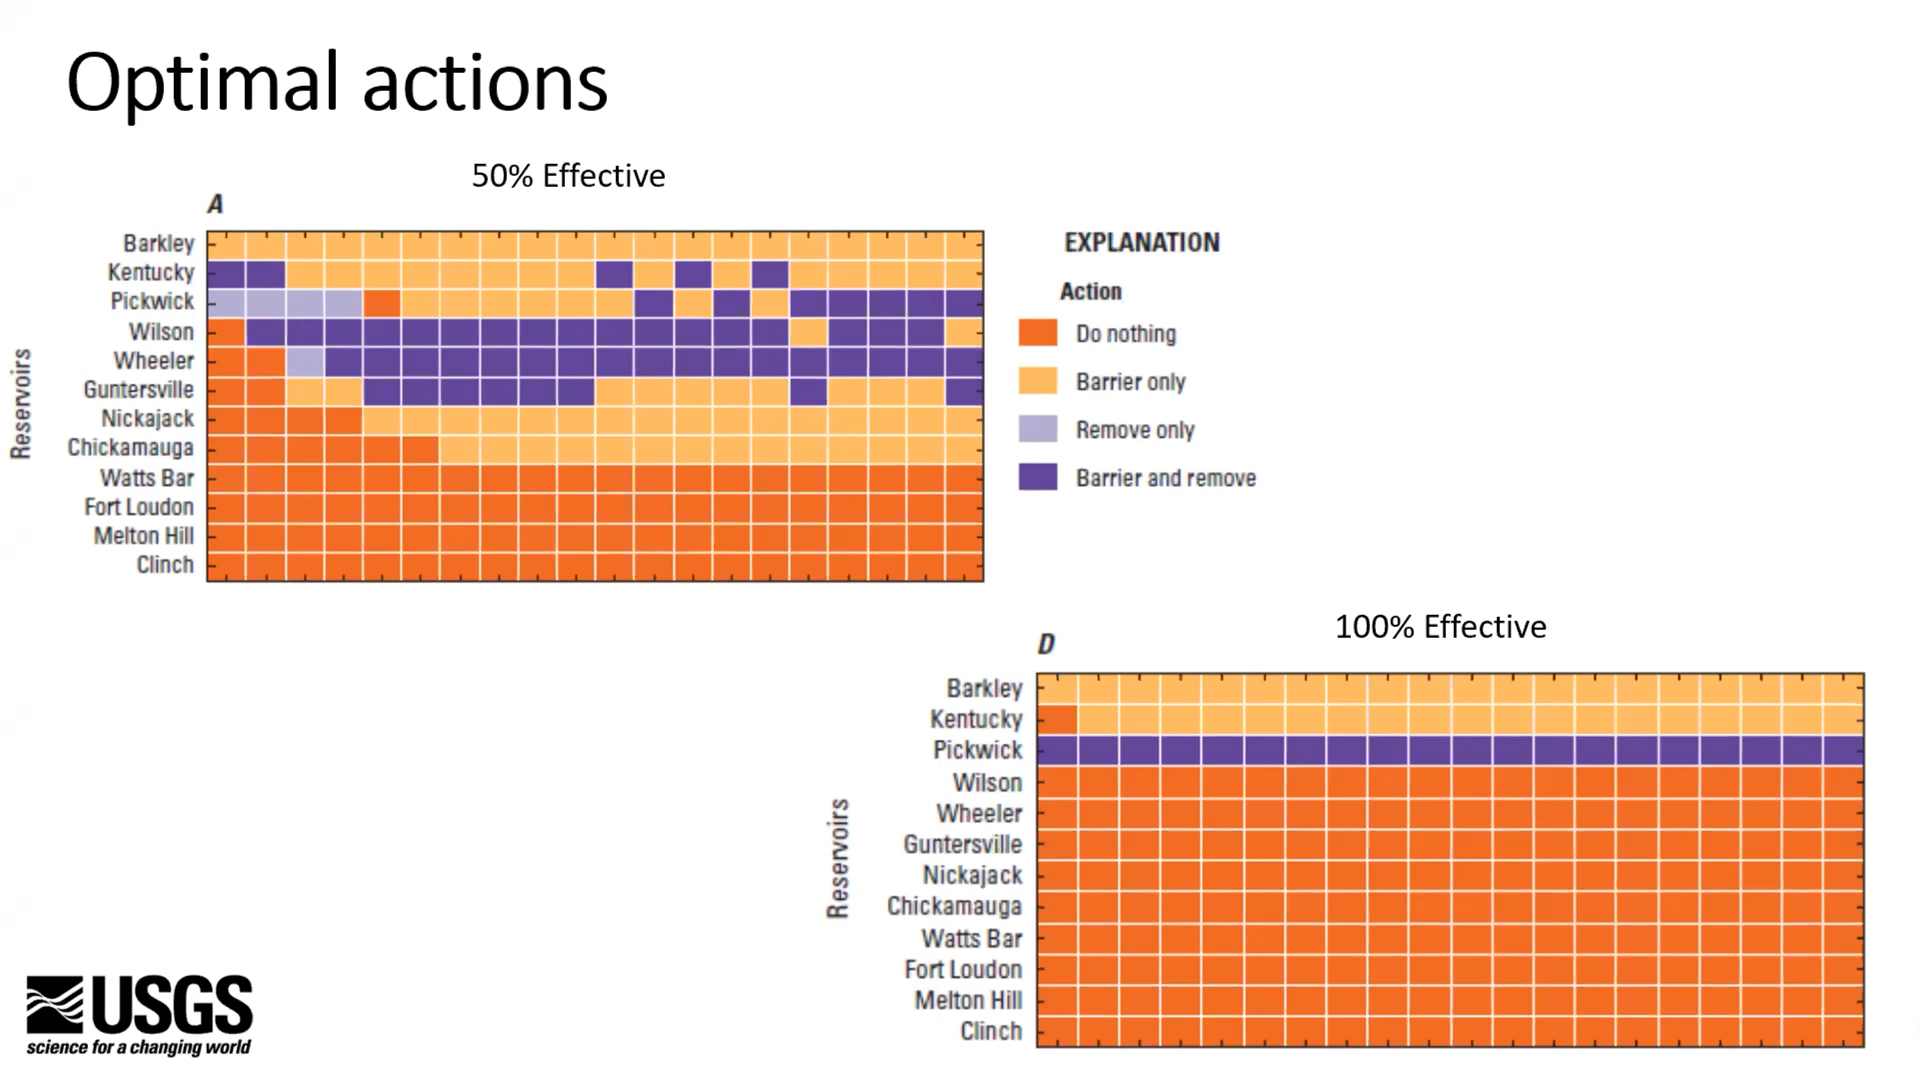 Optimal actions
50% Effective
A
Barkley
Kentucky
Pickwick
Wilson
Wheeler
Guntersville
Nickajack
Chickamauga
Watts Bar
Fort Loudon
Melton Hill
Clinch
Reservoirs
EXPLANATION
Action
Do nothing
Barrier only
Remove only
Barrier and remove
100% Effective
D
Barkley
Kentucky
Pickwick
Wilson
Wheeler
Guntersville
Nickajack
Chickamauga
Watts Bar
Fort Loudon
Melton Hill
Clinch
Reservoirs
USGS
science for a changing world